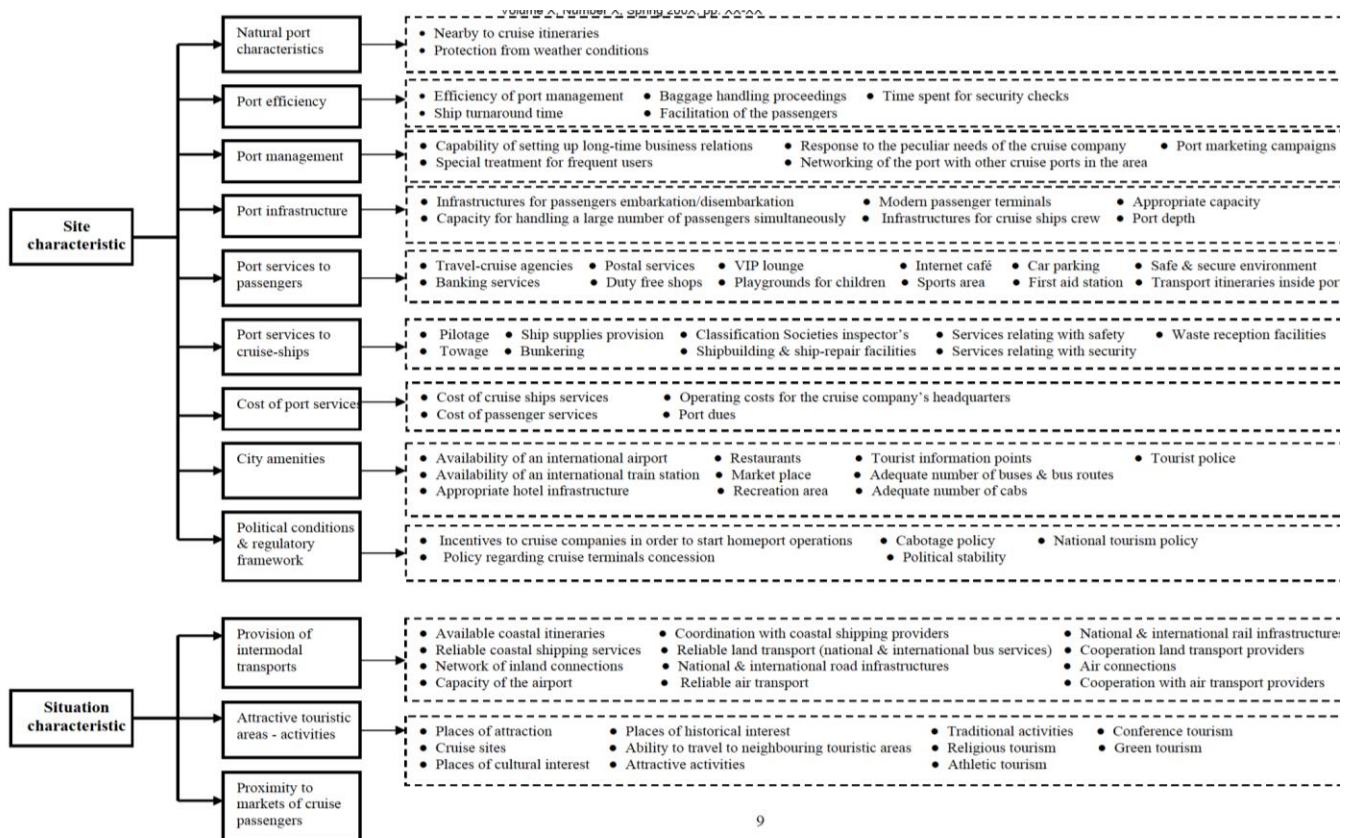 Volume X, Number X, Spring 200X, pp. XX-XX
Site
characteristic
Natural port
characteristics
• Nearby to cruise itineraries
• Protection from weather conditions
Port efficiency
• Efficiency of port management • Baggage handling proceedings • Time spent for security checks
• Ship turnaround time • Facilitation of the passengers
Port management
• Capability of setting up long-time business relations • Response to the peculiar needs of the cruise company • Port marketing campaigns
• Special treatment for frequent users • Networking of the port with other cruise ports in the area
Port infrastructure
• Infrastructures for passengers embarkation/disembarkation • Modern passenger terminals • Appropriate capacity
• Capacity for handling a large number of passengers simultaneously • Infrastructures for cruise ships crew • Port depth
Port services to
passengers
• Travel-cruise agencies • Postal services • VIP lounge • Internet café • Car parking • Safe & secure environment
• Banking services • Duty free shops • Playgrounds for children • Sports area • First aid station • Transport itineraries inside por
Port services to
cruise-ships
• Pilotage • Ship supplies provision • Classification Societies inspector's • Services relating with safety • Waste reception facilities
• Towage • Bunkering • Shipbuilding & ship-repair facilities • Services relating with security
Cost of port services
• Cost of cruise ships services • Operating costs for the cruise company's headquarters
• Cost of passenger services • Port dues
City amenities
• Availability of an international airport • Restaurants • Tourist information points • Tourist police
• Availability of an international train station • Market place • Adequate number of buses & bus routes
• Appropriate hotel infrastructure • Recreation area • Adequate number of cabs
Political conditions
& regulatory
framework
• Incentives to cruise companies in order to start homeport operations • Cabotage policy • National tourism policy
• Policy regarding cruise terminals concession • Political stability
Situation
characteristic
Provision of
intermodal
transports
• Available coastal itineraries • Coordination with coastal shipping providers • National & international rail infrastructures
• Reliable coastal shipping services • Reliable land transport (national & international bus services) • Cooperation land transport providers
• Network of inland connections • National & international road infrastructures • Air connections
• Capacity of the airport • Reliable air transport • Cooperation with air transport providers
Attractive touristic
areas - activities
• Places of attraction • Places of historical interest • Traditional activities • Conference tourism
• Cruise sites • Ability to travel to neighbouring touristic areas • Religious tourism • Green tourism
• Places of cultural interest • Attractive activities • Athletic tourism
Proximity to
markets of cruise
passengers
9